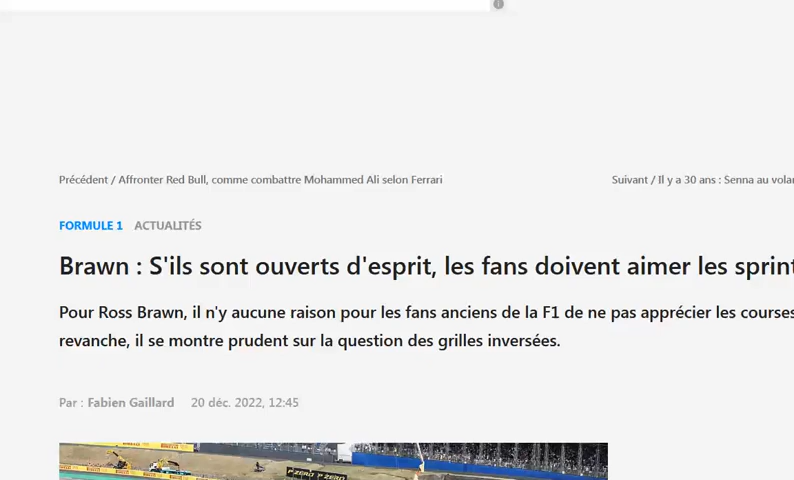 Précédent / Affronter Red Bull, comme combattre Mohammed Ali selon Ferrari
Suivant / Il y a 30 ans : Senna au
FORMULE 1 ACTUALITÉS
Brawn : S'ils sont ouverts d'esprit, les fans doivent aimer les sprint
Pour Ross Brawn, il n'y aucune raison pour les fans anciens de la F1 de ne pas apprécier les courses
revanche, il se montre prudent sur la question des grilles inversées.
Par : Fabien Gaillard 20 déc. 2022, 12:45
P ZERO P ZERO